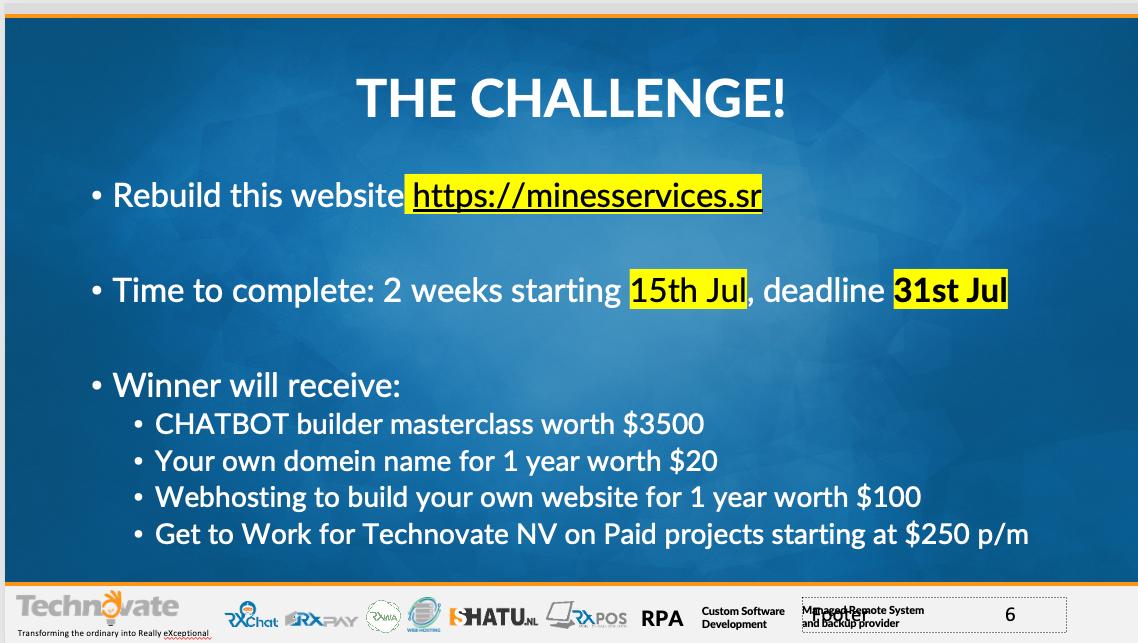 THE CHALLENGE!
• Rebuild this website https://minesservices.sr
• Time to complete: 2 weeks starting 15th Jul, deadline 31st Jul
• Winner will receive:
• CHATBOT builder masterclass worth $3500
• Your own domein name for 1 year worth $20
• Webhosting to build your own website for 1 year worth $100
• Get to Work for Technovate NV on Paid projects starting at $250 p/m
Technovate
Transforming the ordinary into Really eXceptional
RXChat
RXPAY
RXWA
WEB-HOSTING
ISHATU.NL
RXPOS
RPA
Custom Software
Development
Managed Remote System
and backup provider
Footer
6